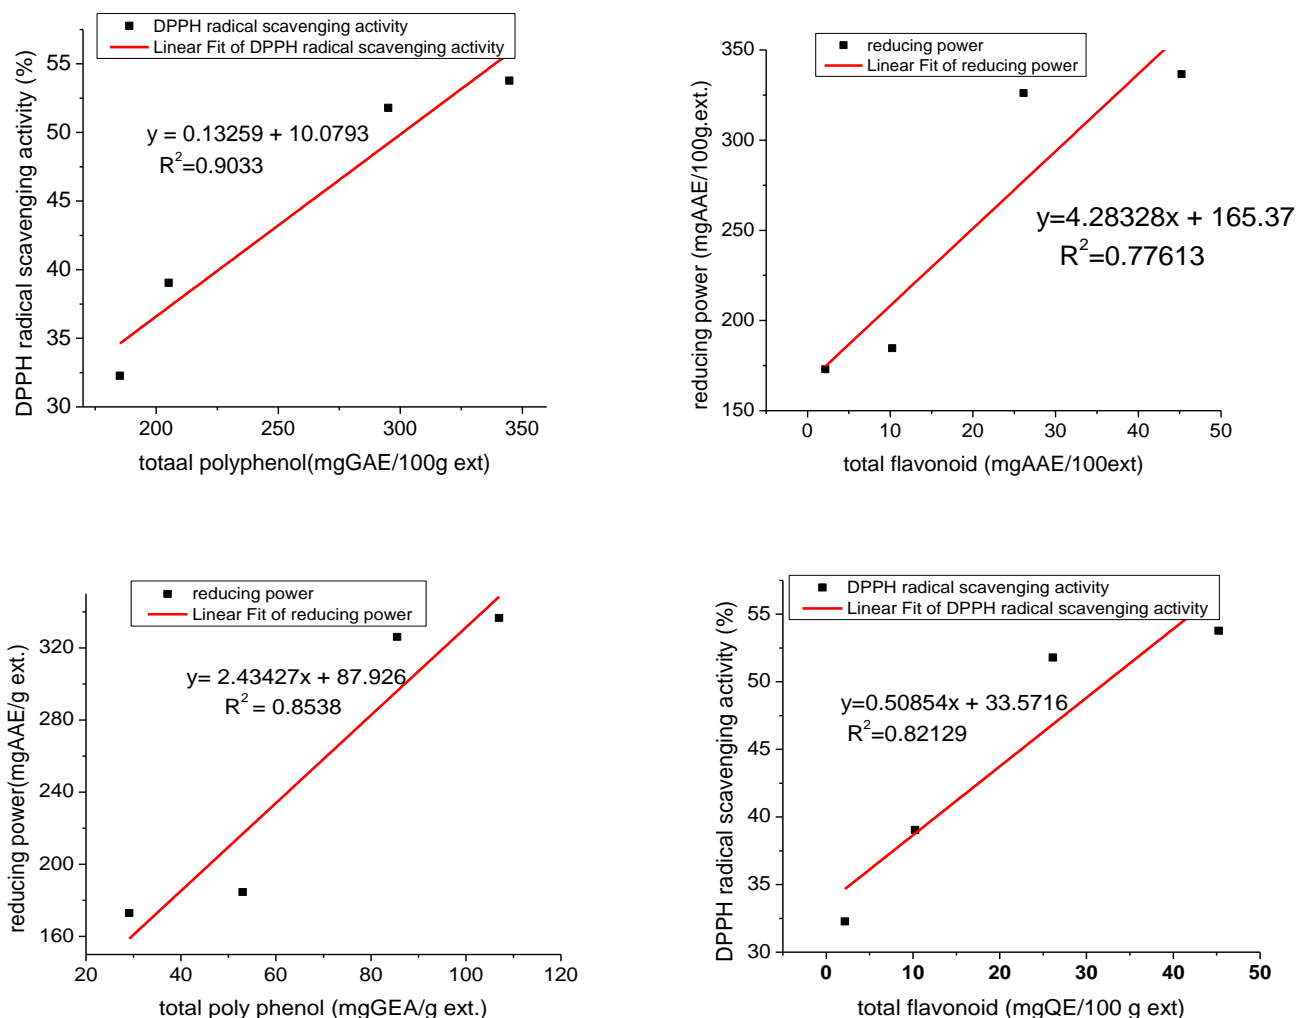 DPPH radical scavenging activity
Linear Fit of DPPH radical scavenging activity
DPPH radical scavenging activity (%)
55
50
45
40
35
30
y = 0.13259 + 10.0793
R²=0.9033
200
250
300
350
totaal polyphenol(mgGAE/100g ext)
reducing power
Linear Fit of reducing power
reducing power (mgAAE/100g.ext.)
350
300
250
200
150
y=4.28328x + 165.37
R²=0.77613
0
10
20
30
40
50
total flavonoid (mgAAE/100ext)
reducing power
Linear Fit of reducing power
reducing power(mgAAE/g ext.)
320
280
240
200
160
y= 2.43427x + 87.926
R² = 0.8538
20
40
60
80
100
120
total poly phenol (mgGEA/g ext.)
DPPH radical scavenging activity
Linear Fit of DPPH radical scavenging activity
DPPH radical scavenging activity (%)
55
50
45
40
35
30
y=0.50854x + 33.5716
R²=0.82129
0
10
20
30
40
50
total flavonoid (mgQE/100 g ext)